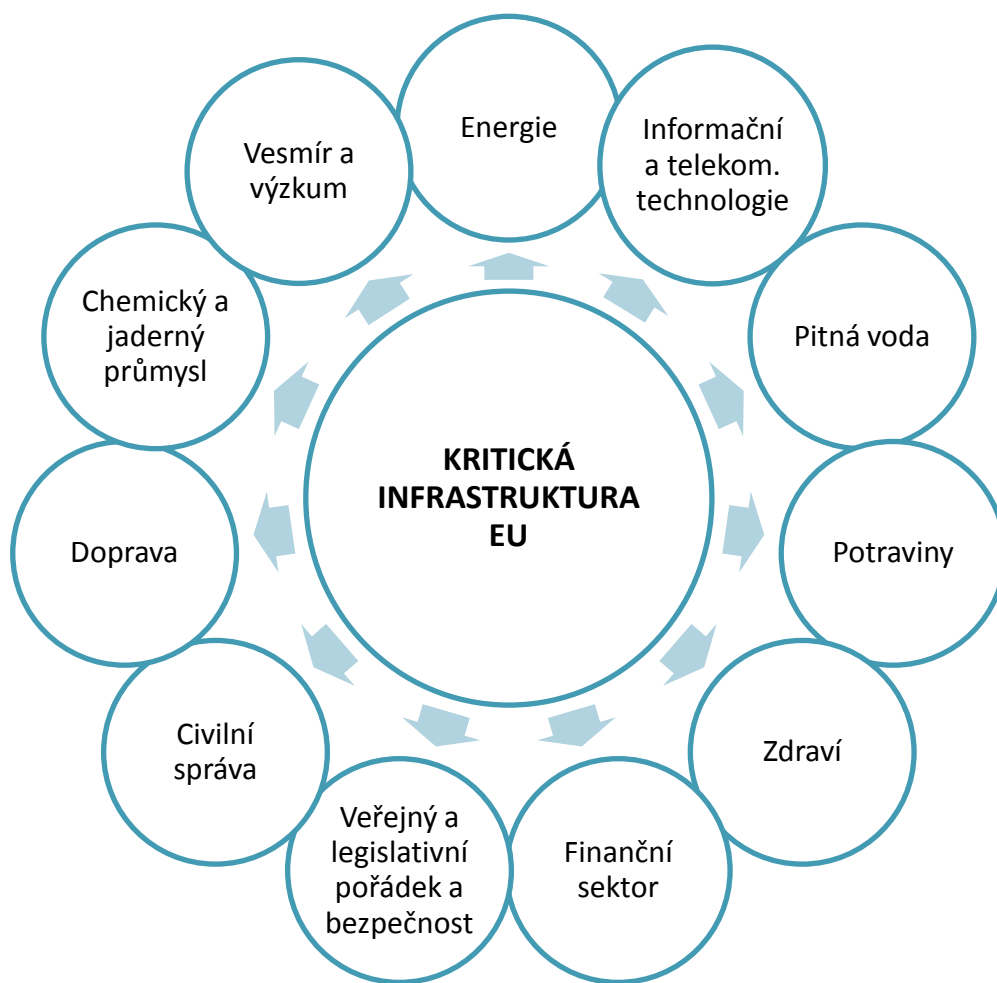 Energie
Informační
a telekom.
technologie
Pitná voda
Potraviny
Zdraví
Finanční
sektor
Veřejný a
legislativní
pořádek a
bezpečnost
Civilní
správa
Doprava
Chemický a
jaderný
průmysl
Vesmír a
výzkum
KRITICKÁ
INFRASTRUKTURA
EU